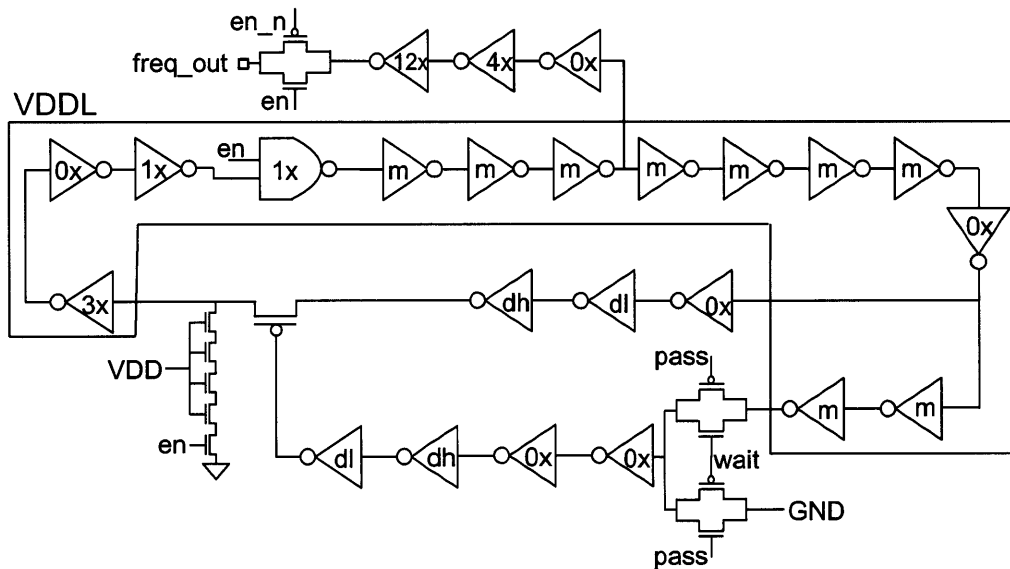 en_n
freq_out
12x
4x
0x
en
VDDL
0x
1x
en
1x
m
m
m
m
m
m
m
0x
3x
dh
dl
0x
VDD
pass
m
m
en
dl
dh
0x
0x
wait
GND
pass